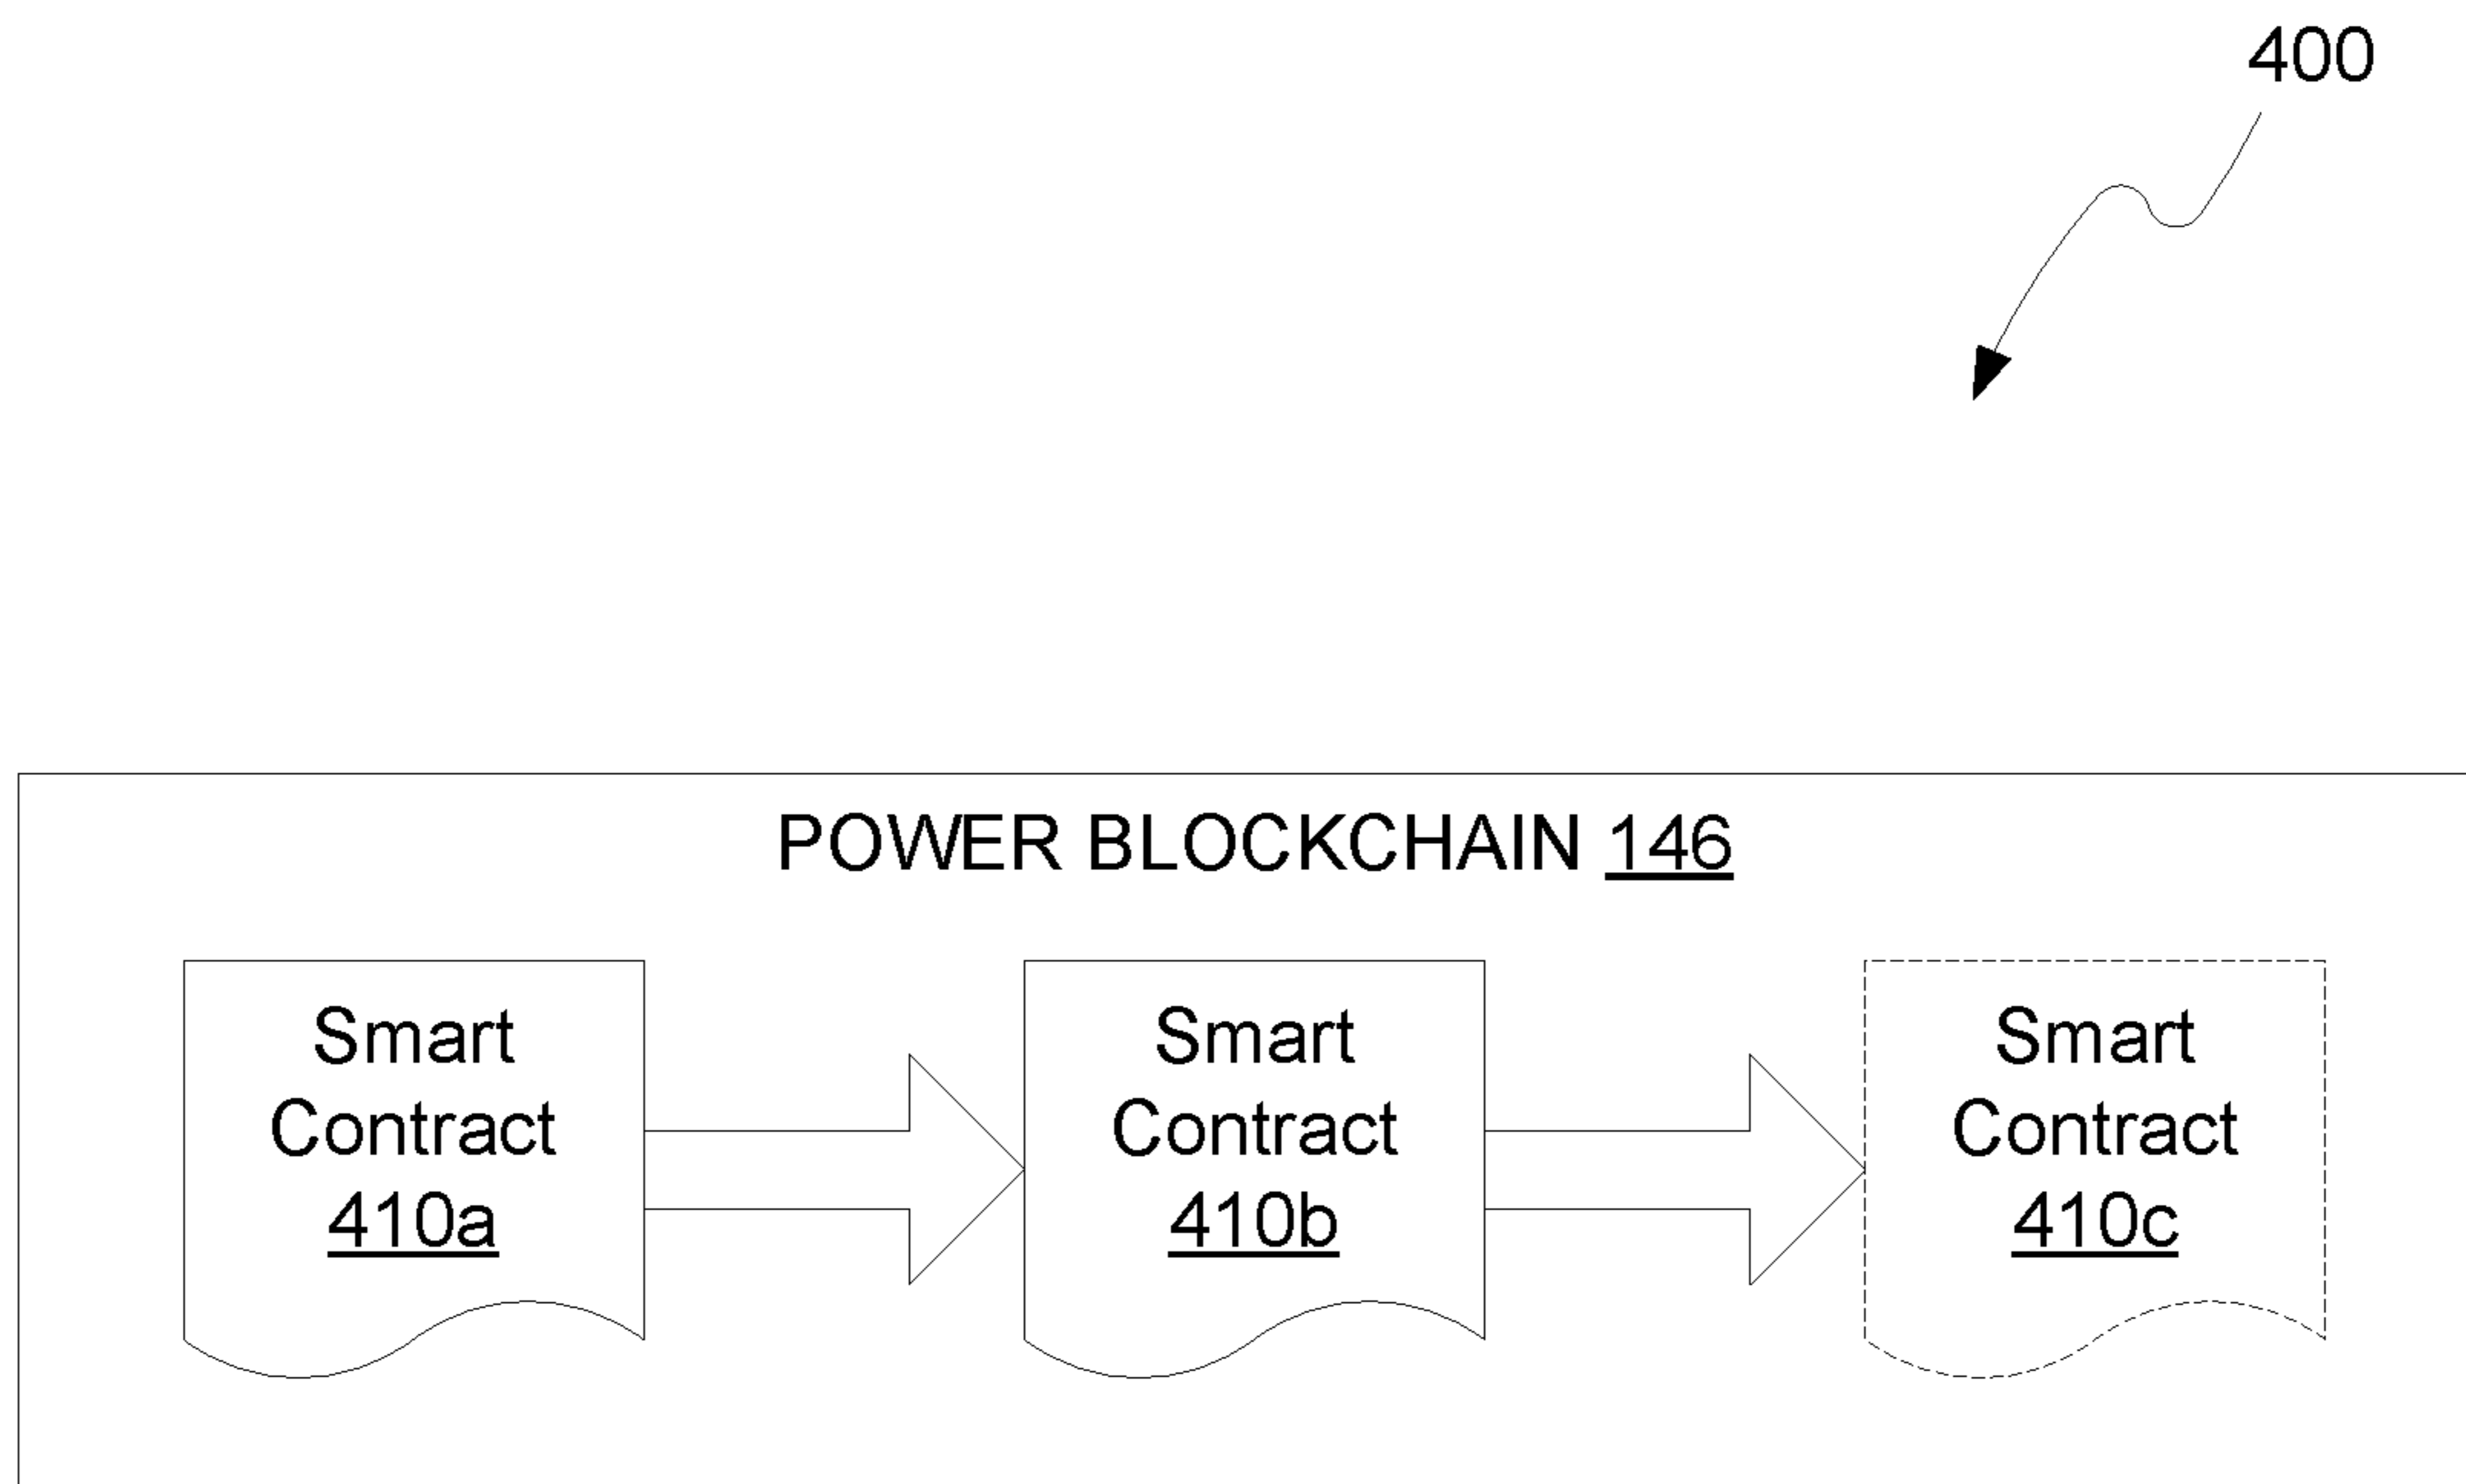 400
POWER BLOCKCHAIN 146
Smart
Contract
410a
Smart
Contract
410b
Smart
Contract
410c